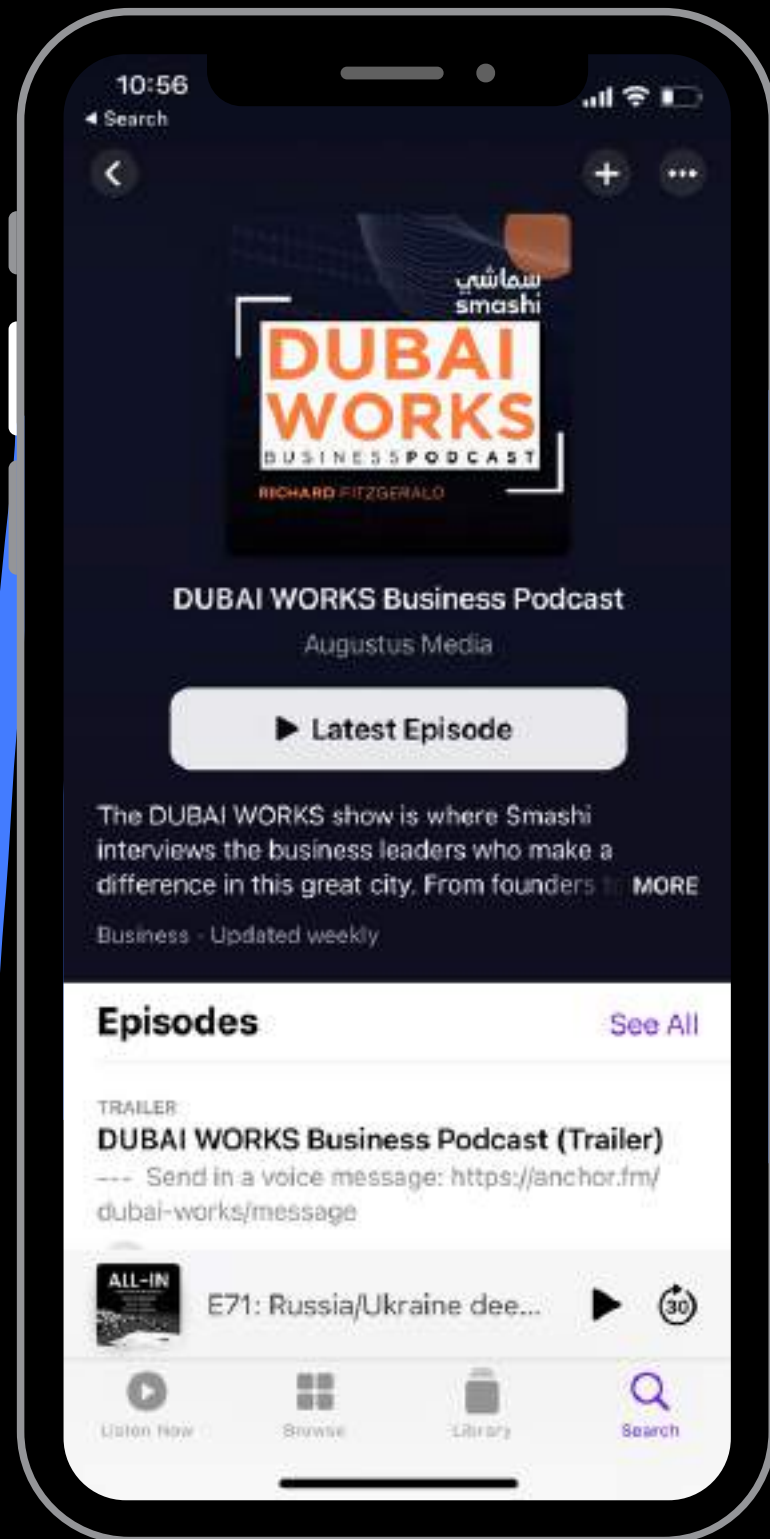 10:56
Search
سماشي
smashi
DUBAI
WORKS
BUSINESSPODCAST
RICHARD FITZGERALD
DUBAI WORKS Business Podcast
Augustus Media
Latest Episode
The DUBAI WORKS show is where Smashi
interviews the business leaders who make a
difference in this great city. From founders MORE
Business · Updated weekly
Episodes
See All
TRAILER
DUBAI WORKS Business Podcast (Trailer)
--- Send in a voice message: https://anchor.fm/
dubai-works/message
ALL-IN
E71: Russia/Ukraine dee...
30
Listen Now
Browse
Library
Search